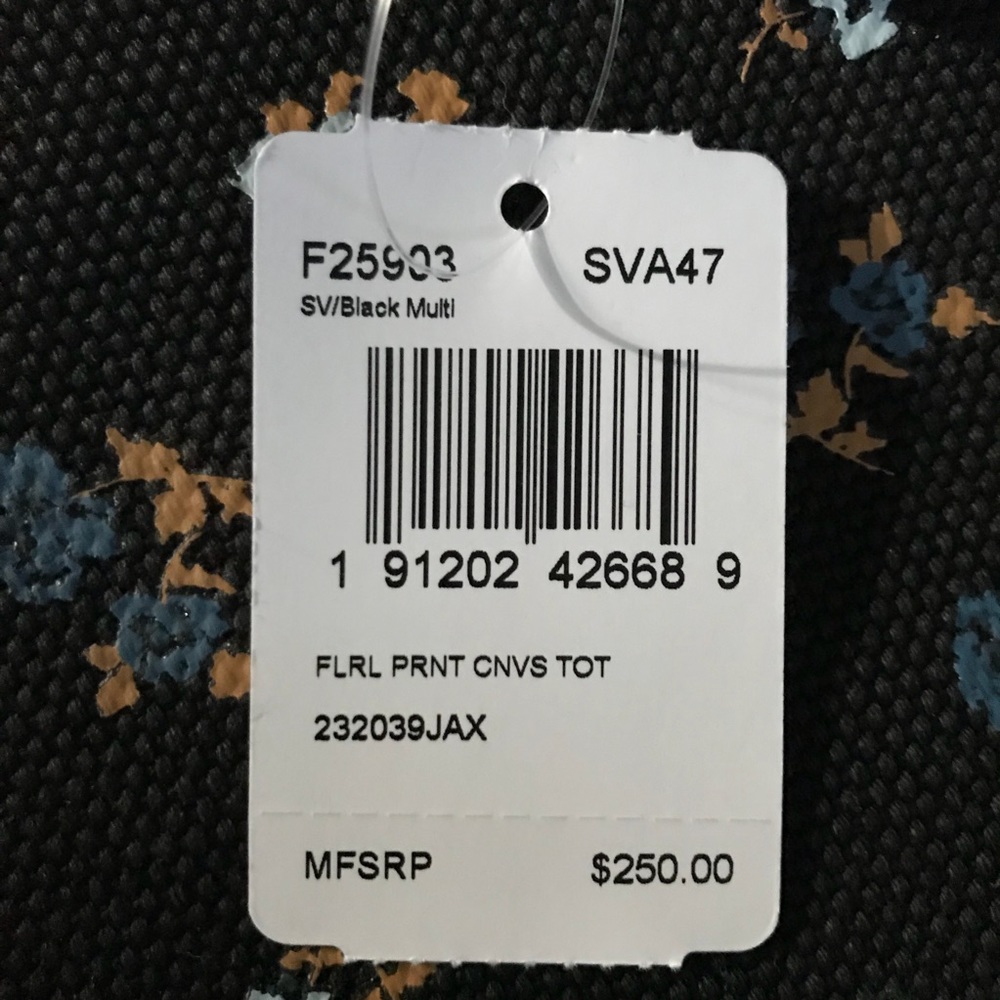 F25903 SVA47
SV/Black Multi
1 91202 42668 9
FLRL PRNT CNVS TOT
232039JAX
MFSRP $250.00